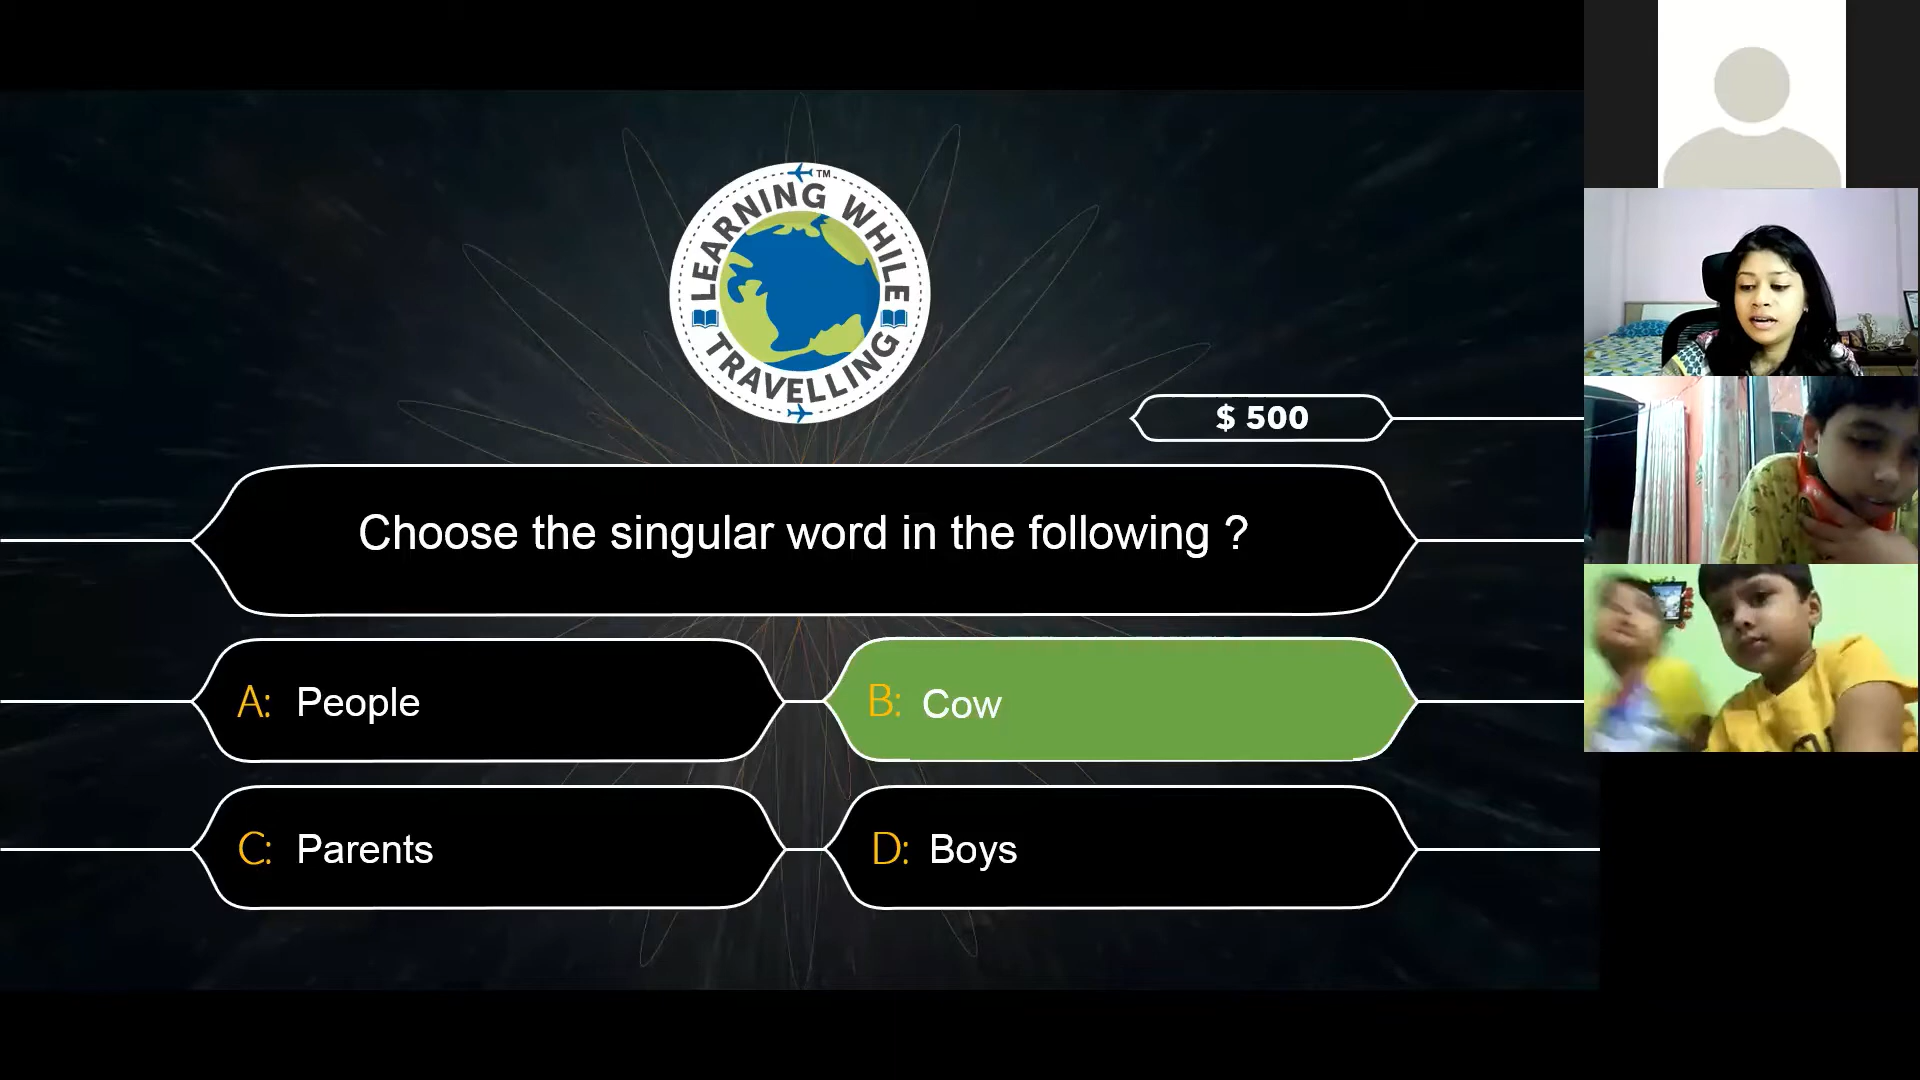 LEARNING WHILE
TRAVELLING
TM
$ 500
Choose the singular word in the following ?
A: People
B: Cow
C: Parents
D: Boys